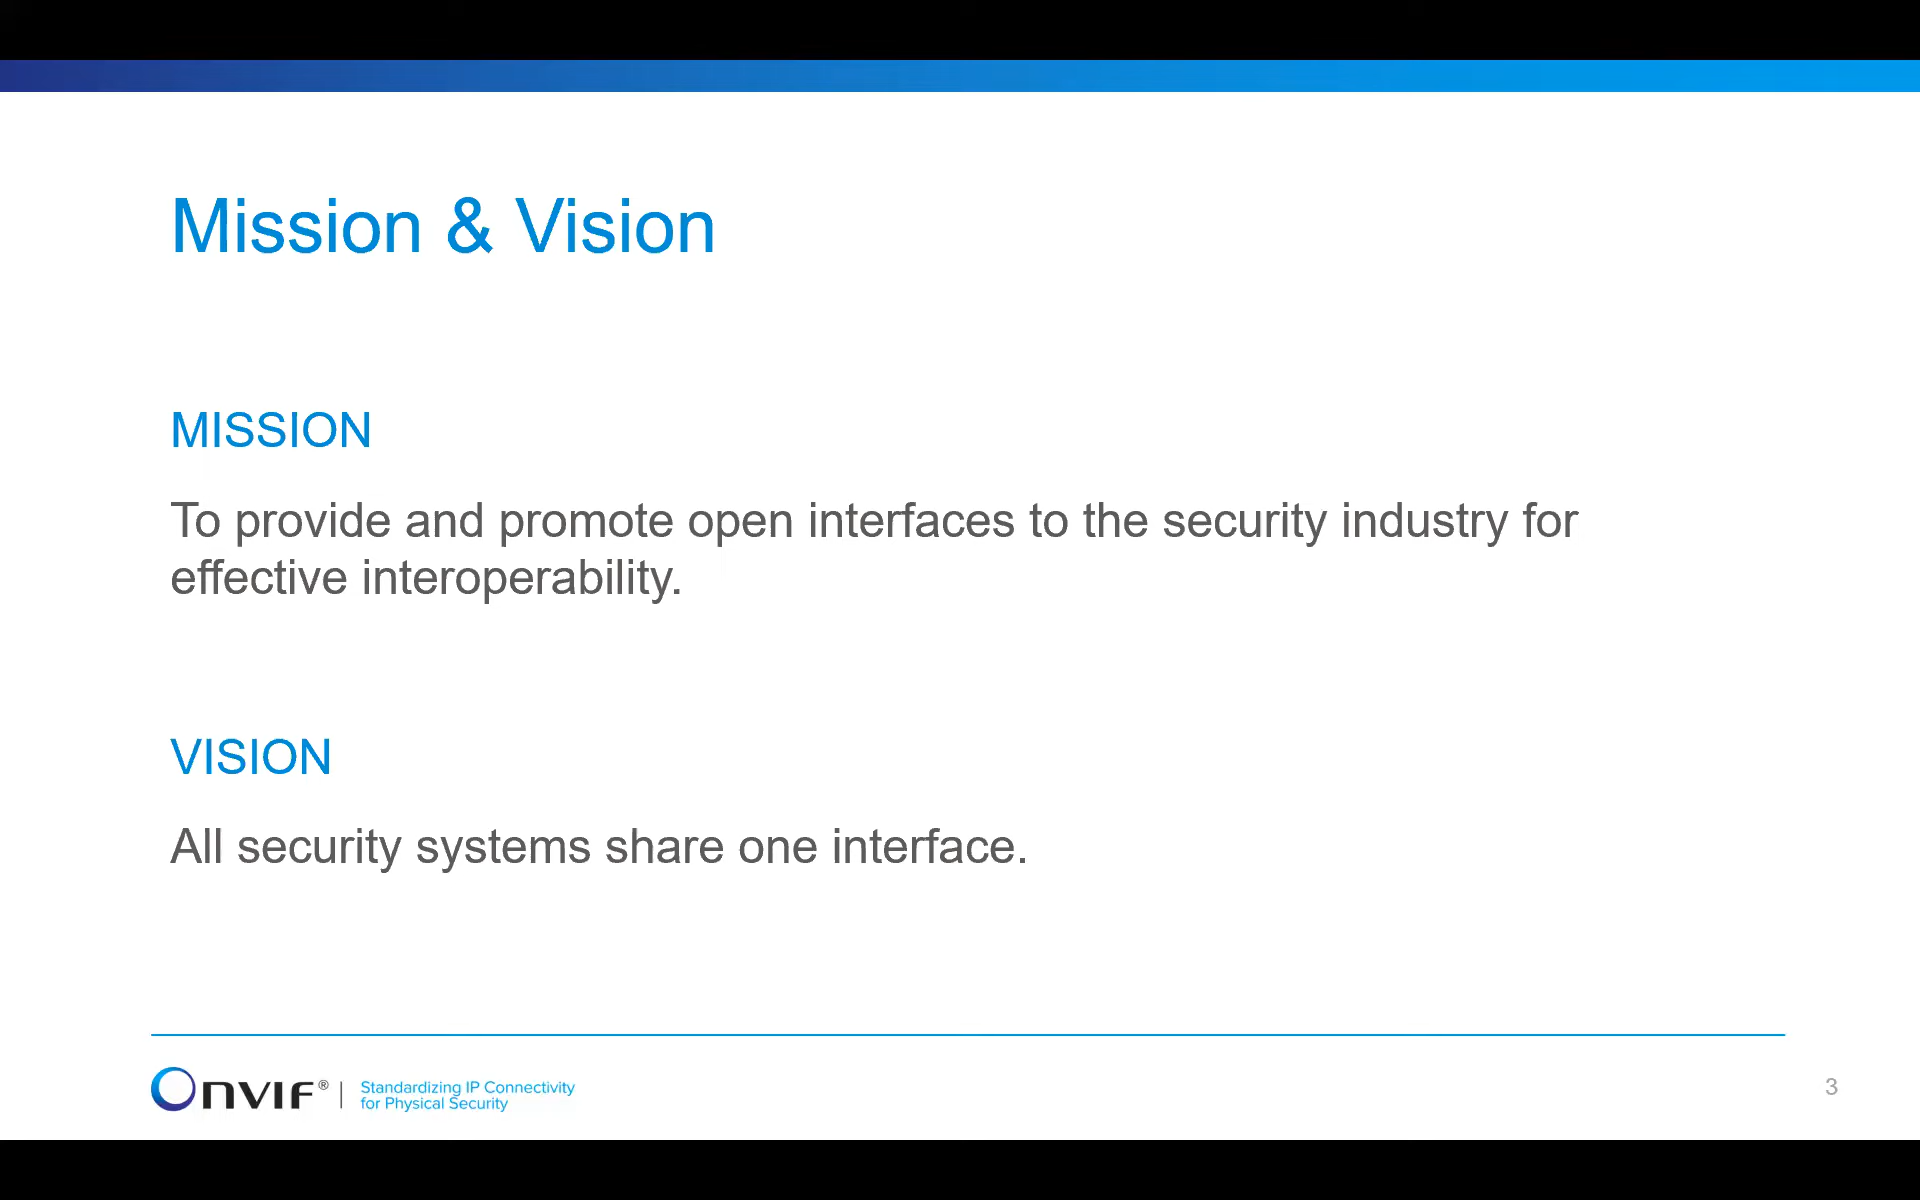 Mission & Vision
MISSION
To provide and promote open interfaces to the security industry for
effective interoperability.
VISION
All security systems share one interface.
ONVIF® | Standardizing IP Connectivity
for Physical Security
3